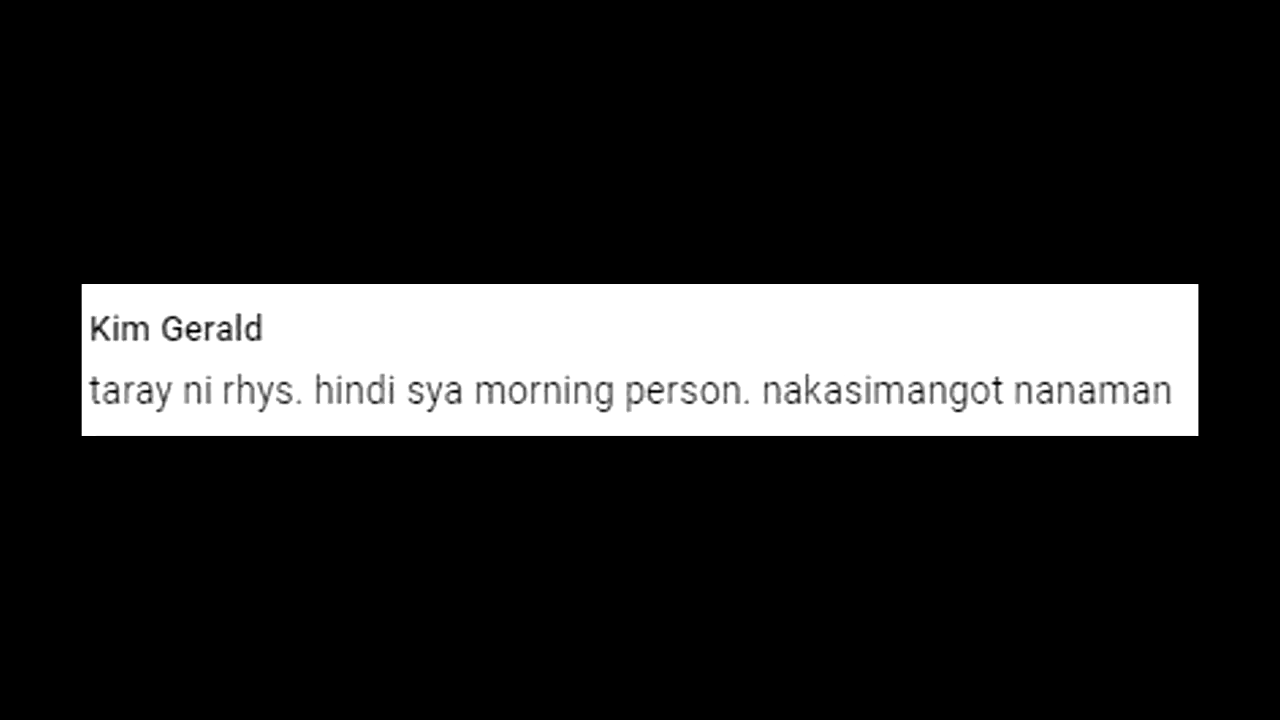 Kim Gerald
taray ni rhys. hindi sya morning person. nakasimangot nanaman